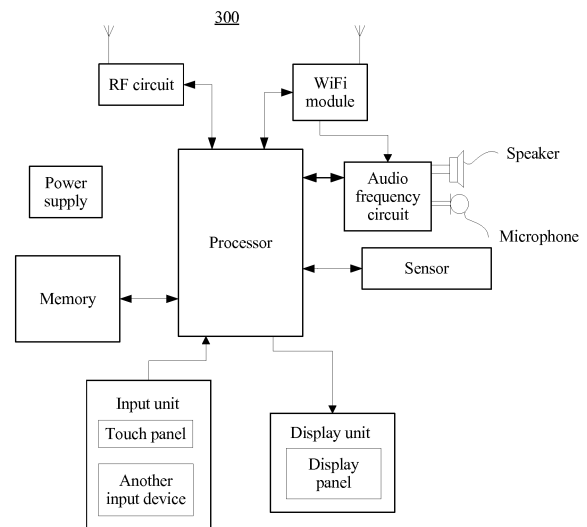 300
RF circuit
WiFi
module
Speaker
Audio
frequency
circuit
Power
supply
Microphone
Processor
Sensor
Memory
Input unit
Touch panel
Another
input device
Display unit
Display
panel